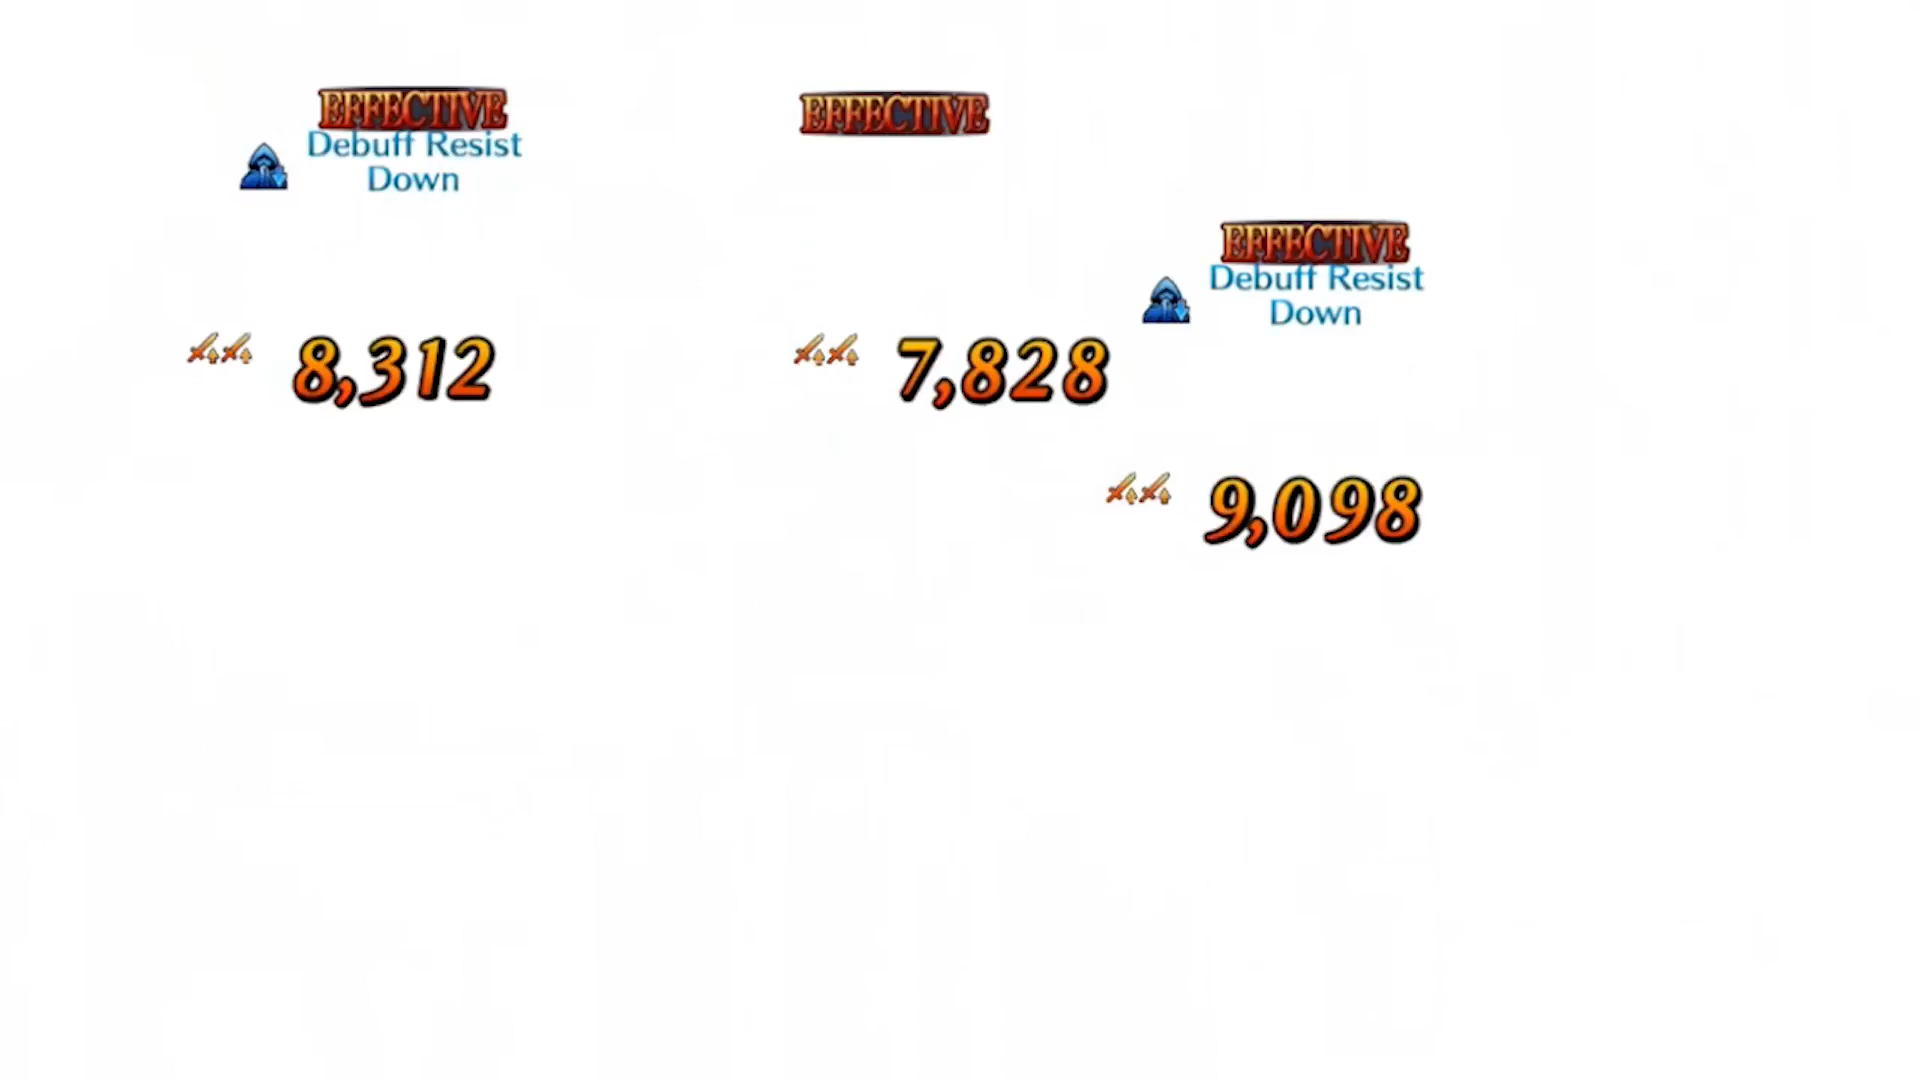 EFFECTIVE
Debuff Resist
Down
8,312
EFFECTIVE
7,828
EFFECTIVE
Debuff Resist
Down
9,098